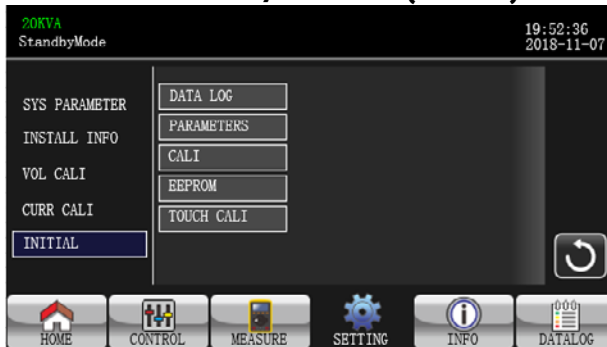 20KVA
StandbyMode
19:52:36
2018-11-07
SYS PARAMETER
INSTALL INFO
VOL CALI
CURR CALI
INITIAL
DATA LOG
PARAMETERS
CALI
EEPROM
TOUCH CALI
HOME
CONTROL
MEASURE
SETTING
INFO
DATALOG